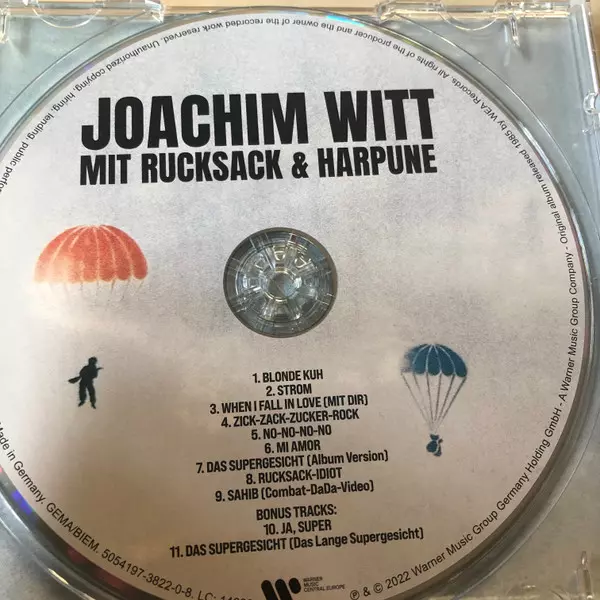 JOACHIM WITT
MIT RUCKSACK & HARPUNE
1. BLONDE KUH
2. STROM
3. WHEN I FALL IN LOVE (MIT DIR)
4. ZICK-ZACK-ZUCKER-ROCK
5. NO-NO-NO-NO
6. MI AMOR
7. DAS SUPERGESICHT (Album Version)
8. RUCKSACK-IDIOT
9. SAHIB (Combat-DaDa-Video)
BONUS TRACKS:
10. JA, SUPER
11. DAS SUPERGESICHT (Das Lange Supergesicht)
WARNER
MUSIC
CENTRAL EUROPE
Made in Germany. GEMA/BIEM. 5054197-3822-0-8. LC:
℗ & © 2022 Warner Music Group Germany Holding GmbH - A Warner Music Group Company - Original album released 1985 by WEA Records. All rights of the producer and the owner of the recorded work reserved. Unauthorized copying, hiring, lending, public